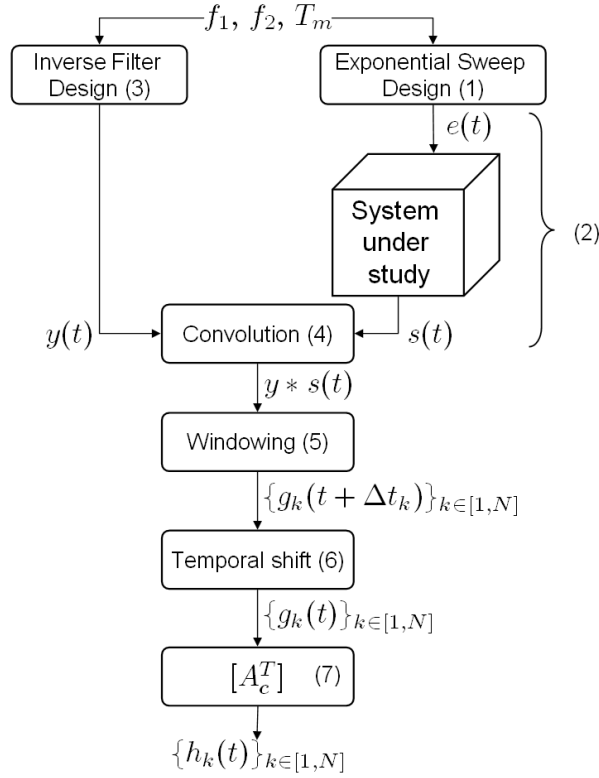 f₁, f₂, Tₘ
Inverse Filter
Design (3)
Exponential Sweep
Design (1)
e(t)
System
under
study
(2)
y(t)
Convolution (4)
s(t)
y ∗ s(t)
Windowing (5)
{gₖ(t + Δtₖ)}ₖ∈[1,N]
Temporal shift (6)
{gₖ(t)}ₖ∈[1,N]
[A_c^T] (7)
{hₖ(t)}ₖ∈[1,N]